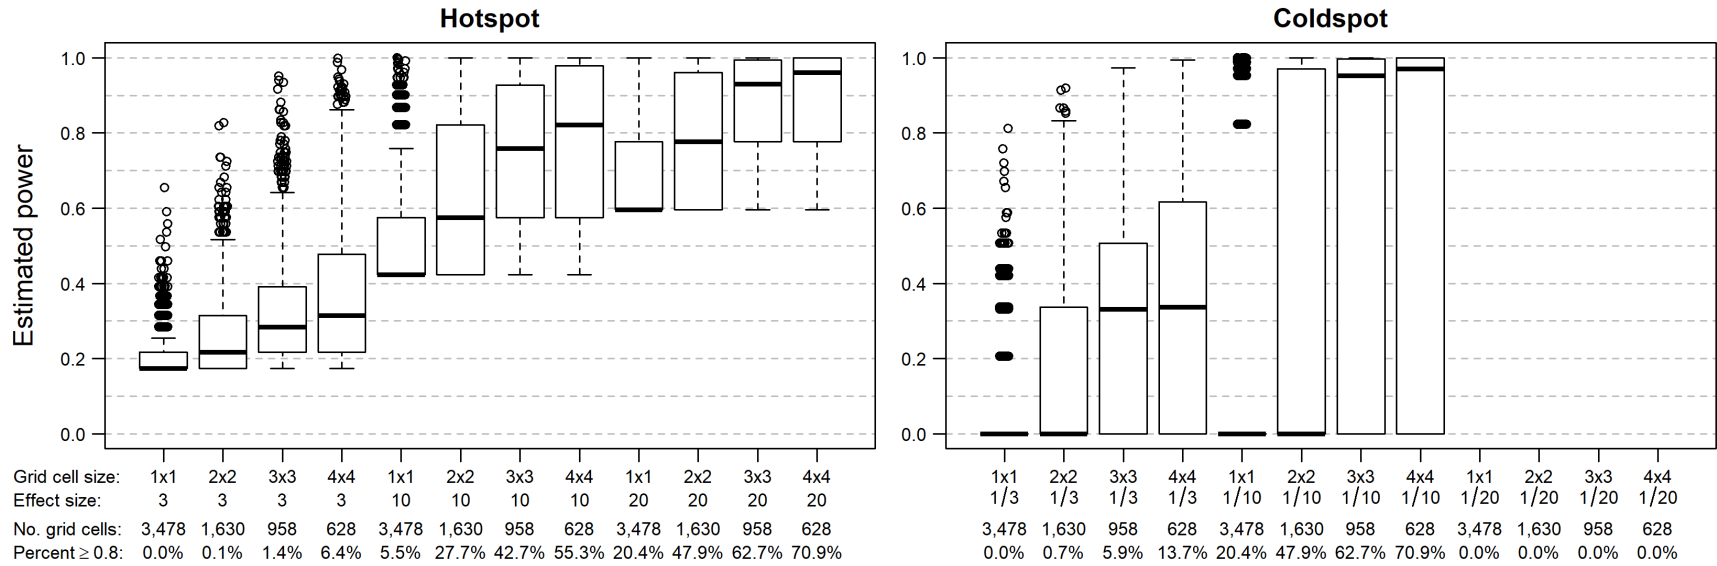 Hotspot
Coldspot
Estimated power
1.0
0.8
0.6
0.4
0.2
0.0
1.0
0.8
0.6
0.4
0.2
0.0
Grid cell size: 1x1 2x2 3x3 4x4 1x1 2x2 3x3 4x4 1x1 2x2 3x3 4x4
Effect size: 3 3 3 3 10 10 10 10 20 20 20 20
No. grid cells: 3,478 1,630 958 628 3,478 1,630 958 628 3,478 1,630 958 628
Percent ≥ 0.8: 0.0% 0.1% 1.4% 6.4% 5.5% 27.7% 42.7% 55.3% 20.4% 47.9% 62.7% 70.9%
1x1 2x2 3x3 4x4 1x1 2x2 3x3 4x4 1x1 2x2 3x3 4x4
1/3 1/3 1/3 1/3 1/10 1/10 1/10 1/10 1/20 1/20 1/20 1/20
3,478 1,630 958 628 3,478 1,630 958 628 3,478 1,630 958 628
0.0% 0.7% 5.9% 13.7% 20.4% 47.9% 62.7% 70.9% 0.0% 0.0% 0.0% 0.0%